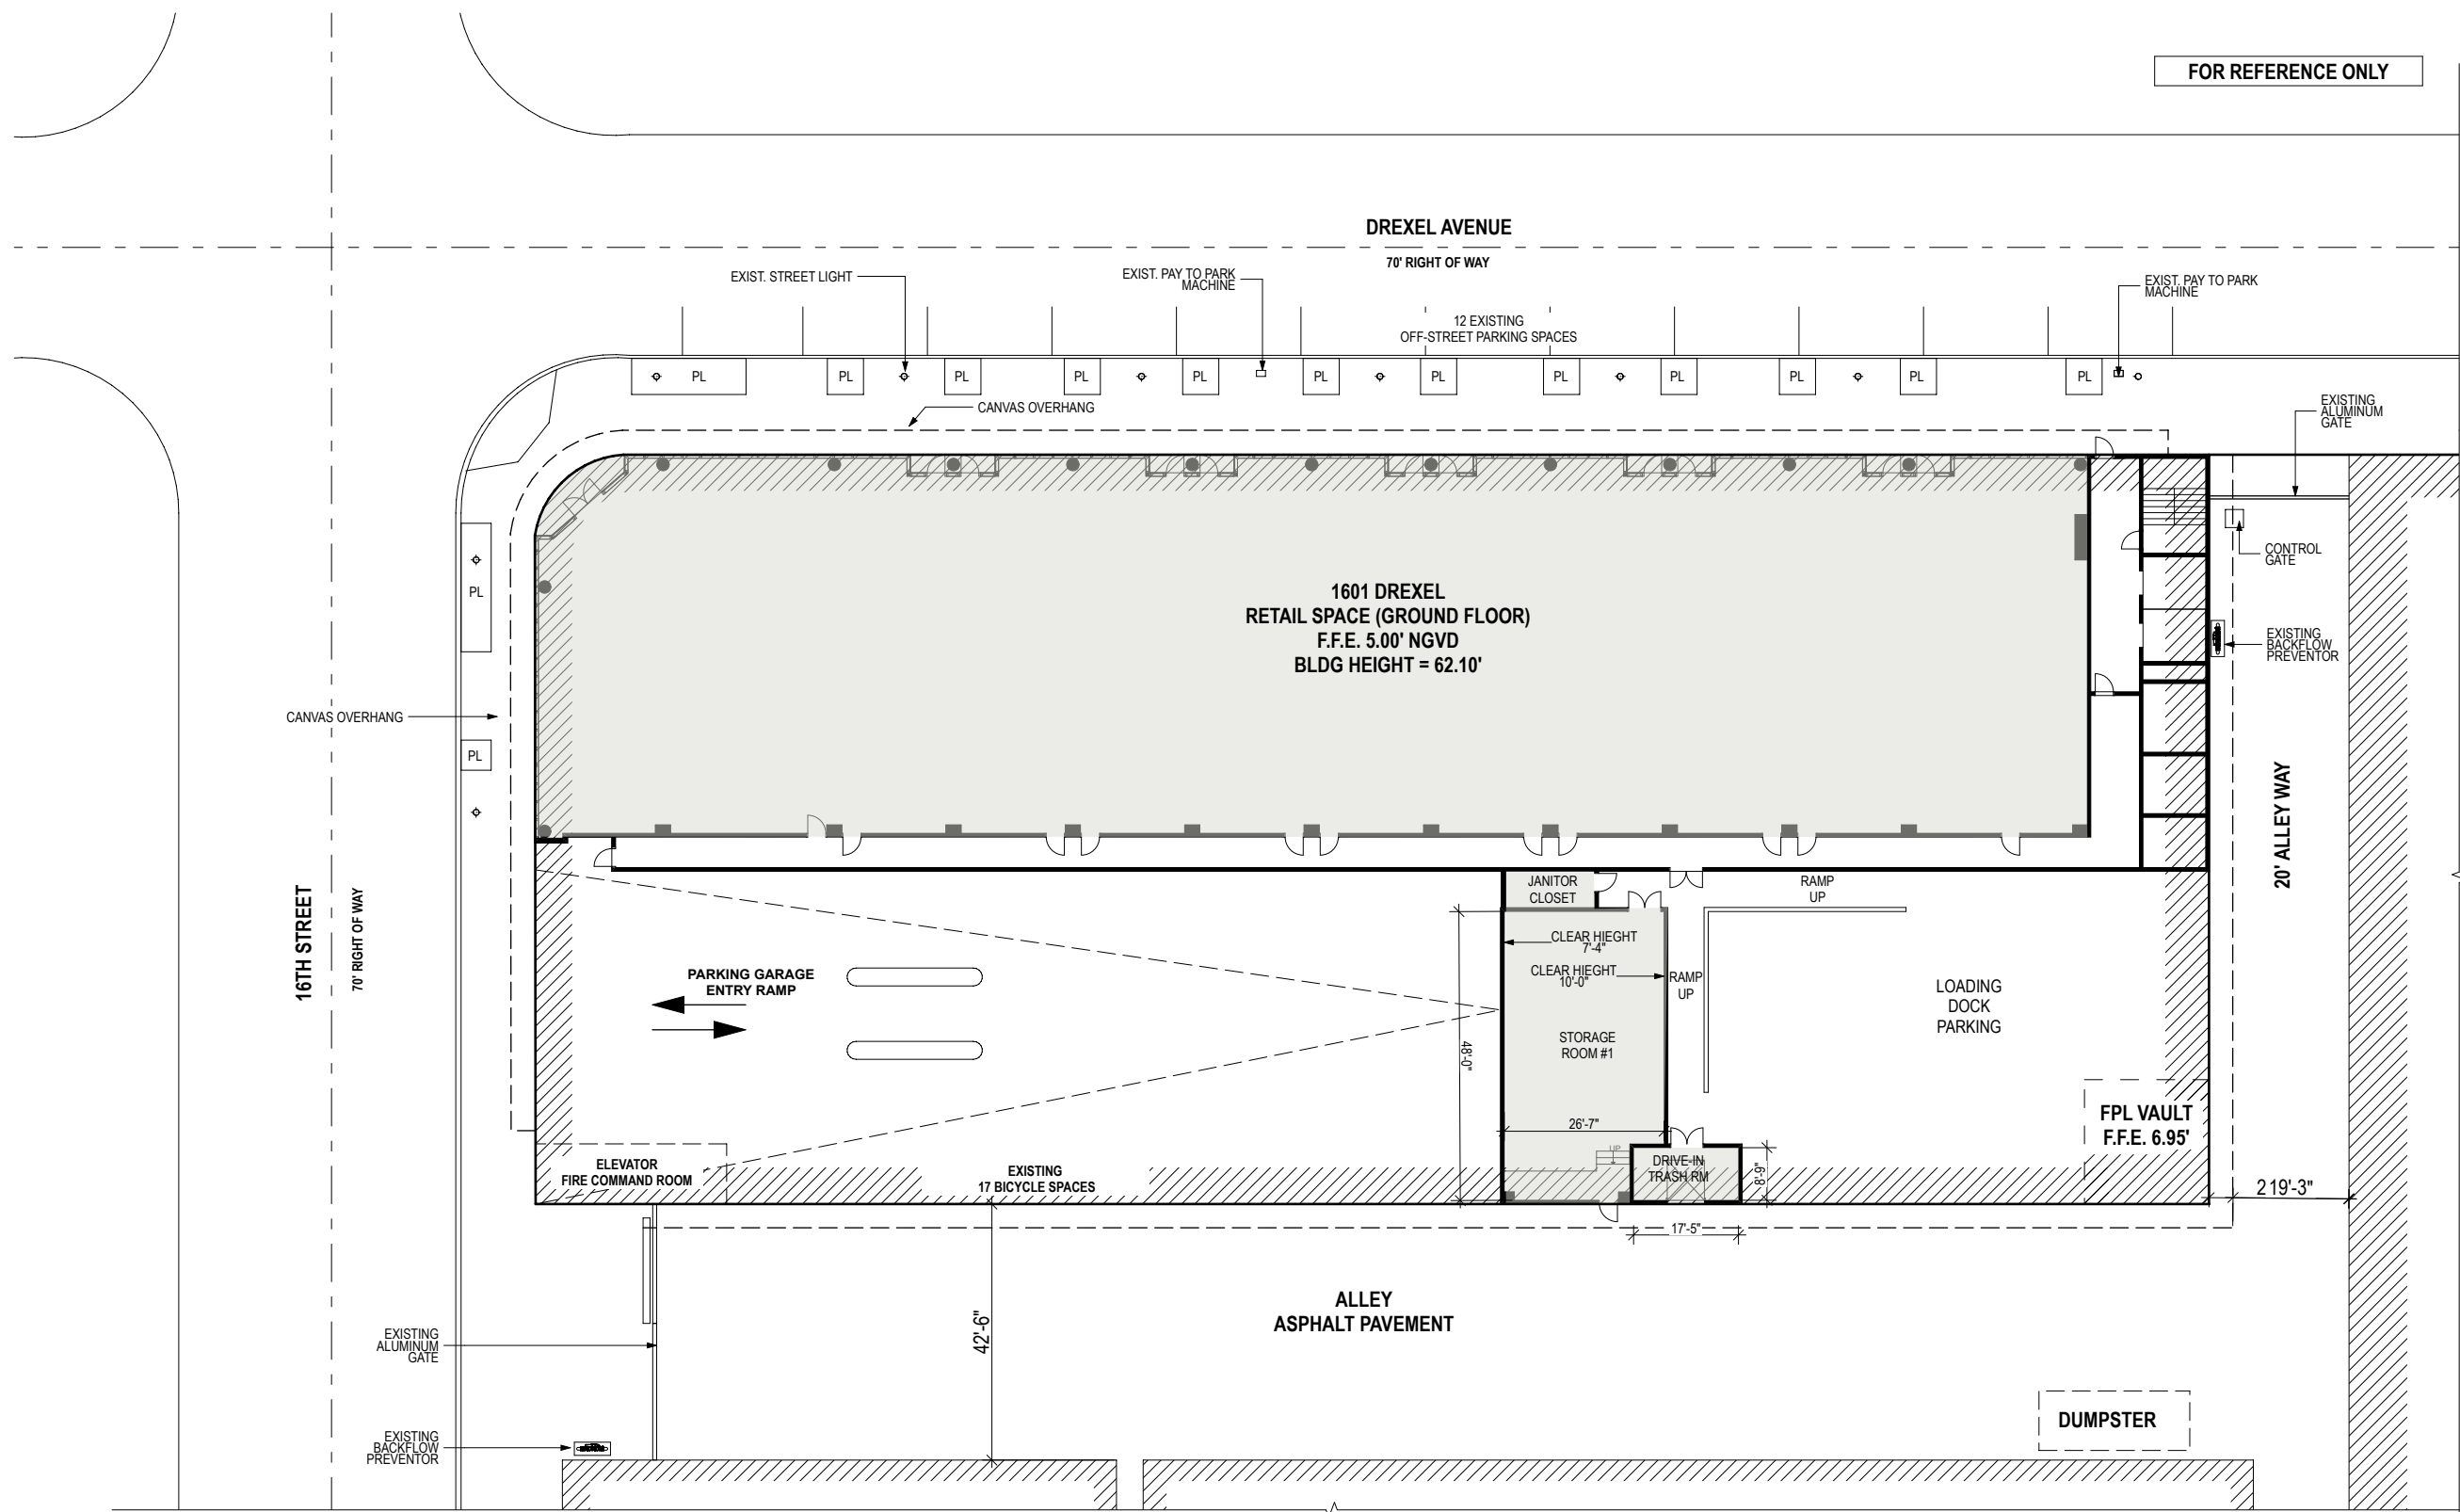 FOR REFERENCE ONLY
DREXEL AVENUE
70' RIGHT OF WAY
EXIST. STREET LIGHT
EXIST. PAY TO PARK
MACHINE
EXIST. PAY TO PARK
MACHINE
12 EXISTING
OFF-STREET PARKING SPACES
PL
PL
PL
PL
PL
PL
PL
PL
PL
PL
PL
PL
CANVAS OVERHANG
EXISTING
ALUMINUM
GATE
CONTROL
GATE
PL
1601 DREXEL
RETAIL SPACE (GROUND FLOOR)
F.F.E. 5.00' NGVD
BLDG HEIGHT = 62.10'
EXISTING
BACKFLOW
PREVENTOR
CANVAS OVERHANG
PL
20' ALLEY WAY
16TH STREET
70' RIGHT OF WAY
JANITOR
CLOSET
RAMP
UP
CLEAR HIEGHT
7'-4"
CLEAR HIEGHT
10'-0"
RAMP
UP
PARKING GARAGE
ENTRY RAMP
LOADING
DOCK
PARKING
STORAGE
ROOM #1
48'-0"
26'-7"
FPL VAULT
F.F.E. 6.95'
UP
DRIVE-IN
TRASH RM
8'-9"
ELEVATOR
FIRE COMMAND ROOM
EXISTING
17 BICYCLE SPACES
219'-3"
17'-5"
ALLEY
ASPHALT PAVEMENT
42'-6"
EXISTING
ALUMINUM
GATE
DUMPSTER
EXISTING
BACKFLOW
PREVENTOR